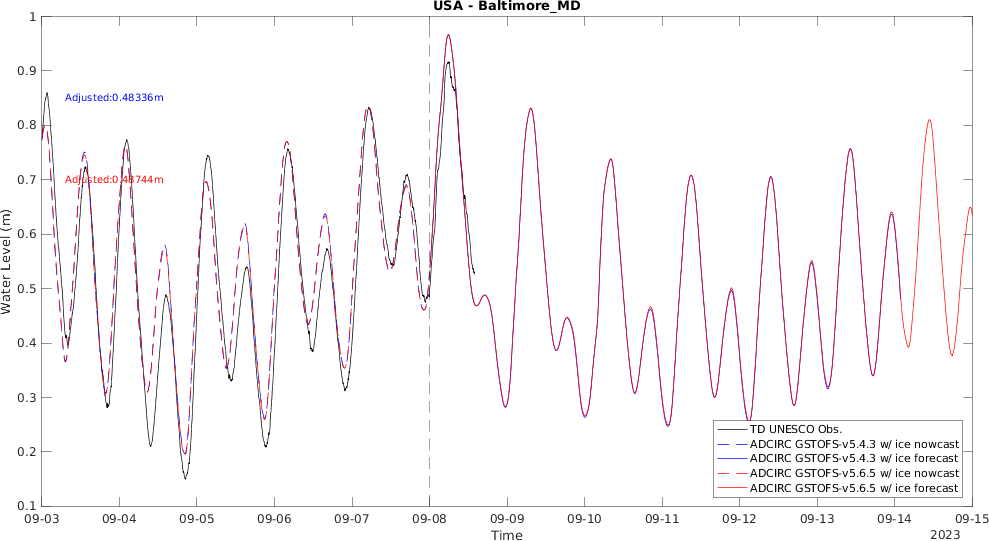 USA - Baltimore_MD
Water Level (m)
1
0.9
0.8
0.7
0.6
0.5
0.4
0.3
0.2
0.1
Adjusted:0.48336m
Adjusted:0.48744m
TD UNESCO Obs.
ADCIRC GSTOFS-v5.4.3 w/ ice nowcast
ADCIRC GSTOFS-v5.4.3 w/ ice forecast
ADCIRC GSTOFS-v5.6.5 w/ ice nowcast
ADCIRC GSTOFS-v5.6.5 w/ ice forecast
09-03 09-04 09-05 09-06 09-07 09-08 09-09 09-10 09-11 09-12 09-13 09-14 09-15
Time
2023